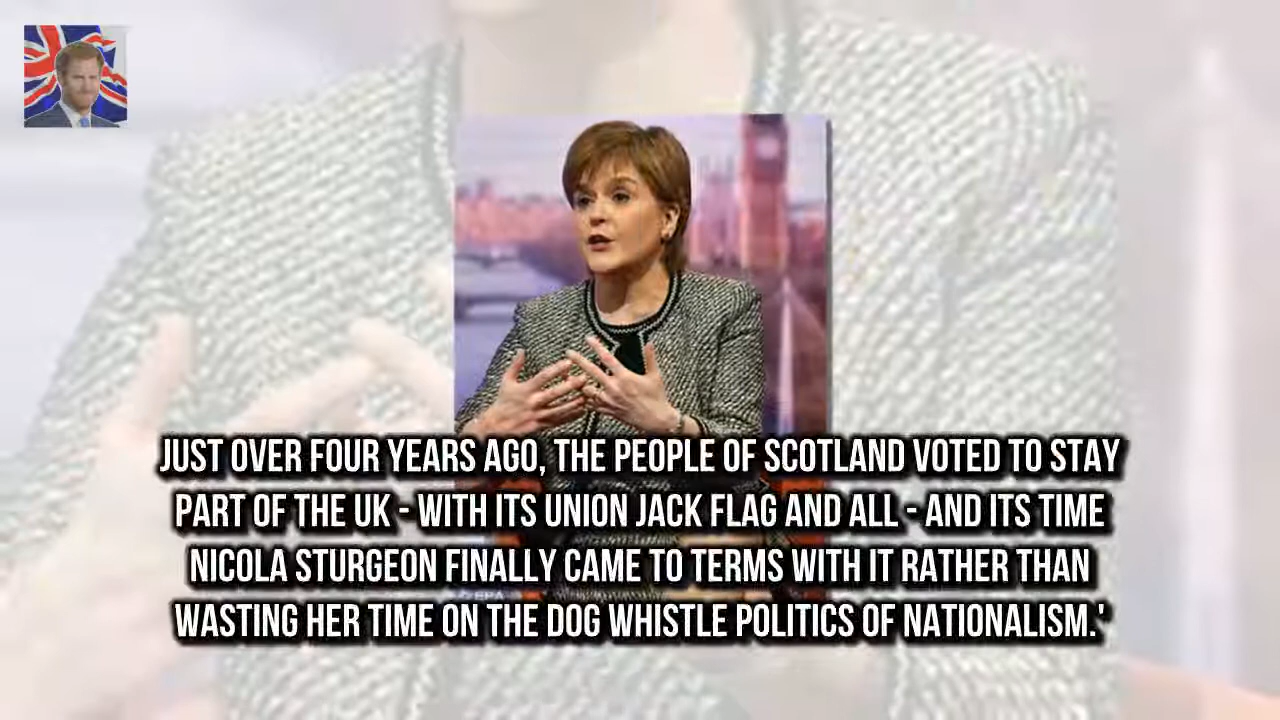 JUST OVER FOUR YEARS AGO, THE PEOPLE OF SCOTLAND VOTED TO STAY
PART OF THE UK - WITH ITS UNION JACK FLAG AND ALL - AND ITS TIME
NICOLA STURGEON FINALLY CAME TO TERMS WITH IT RATHER THAN
WASTING HER TIME ON THE DOG WHISTLE POLITICS OF NATIONALISM.'